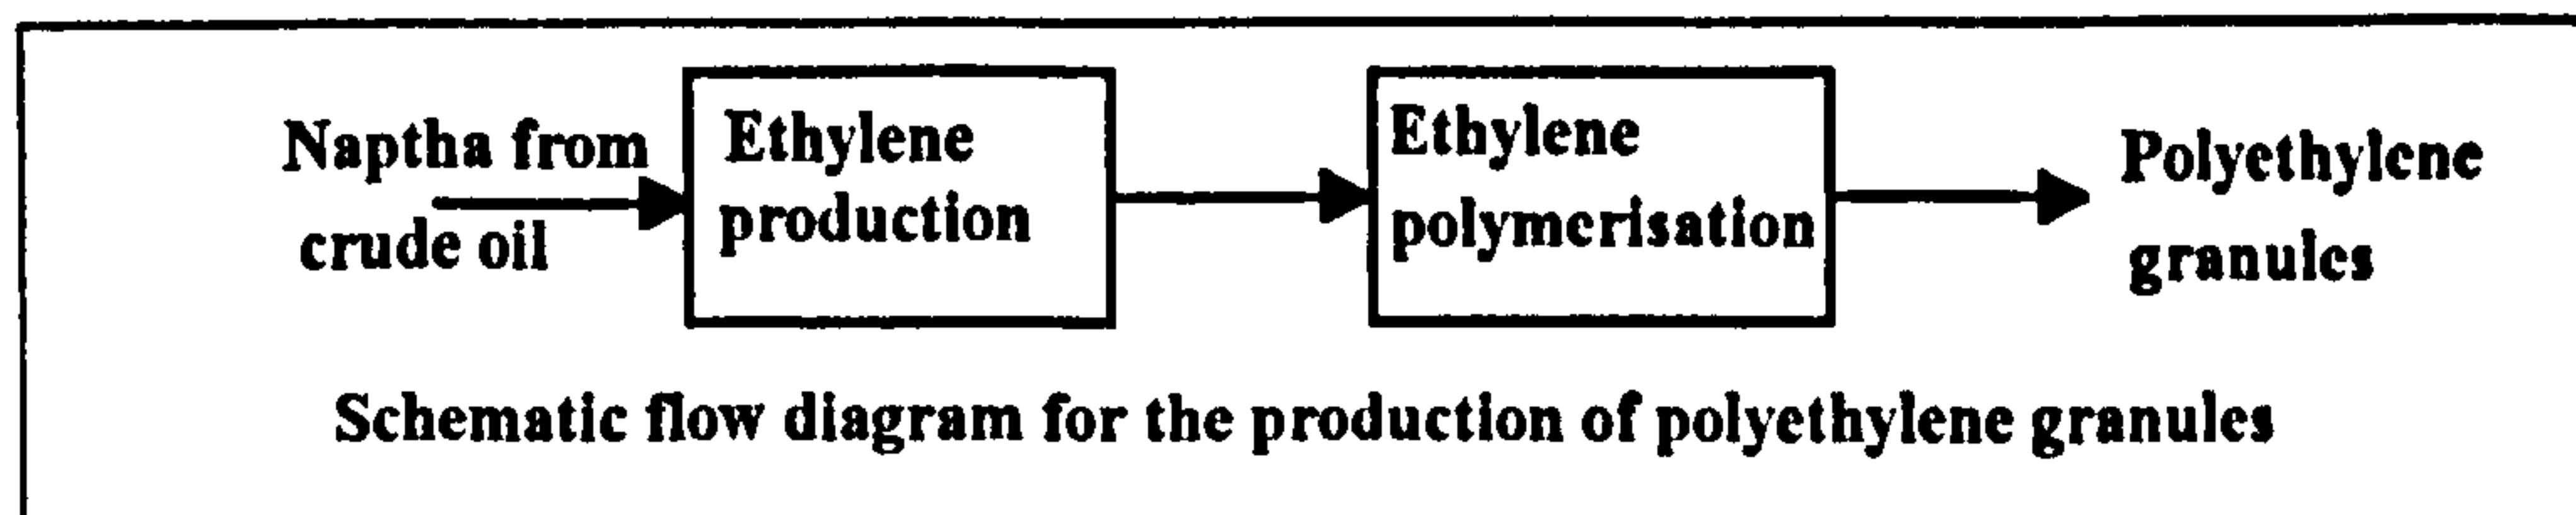 Naptha from
crude oil
Ethylene
production
Ethylene
polymerisation
Polyethylene
granules
Schematic flow diagram for the production of polyethylene granules